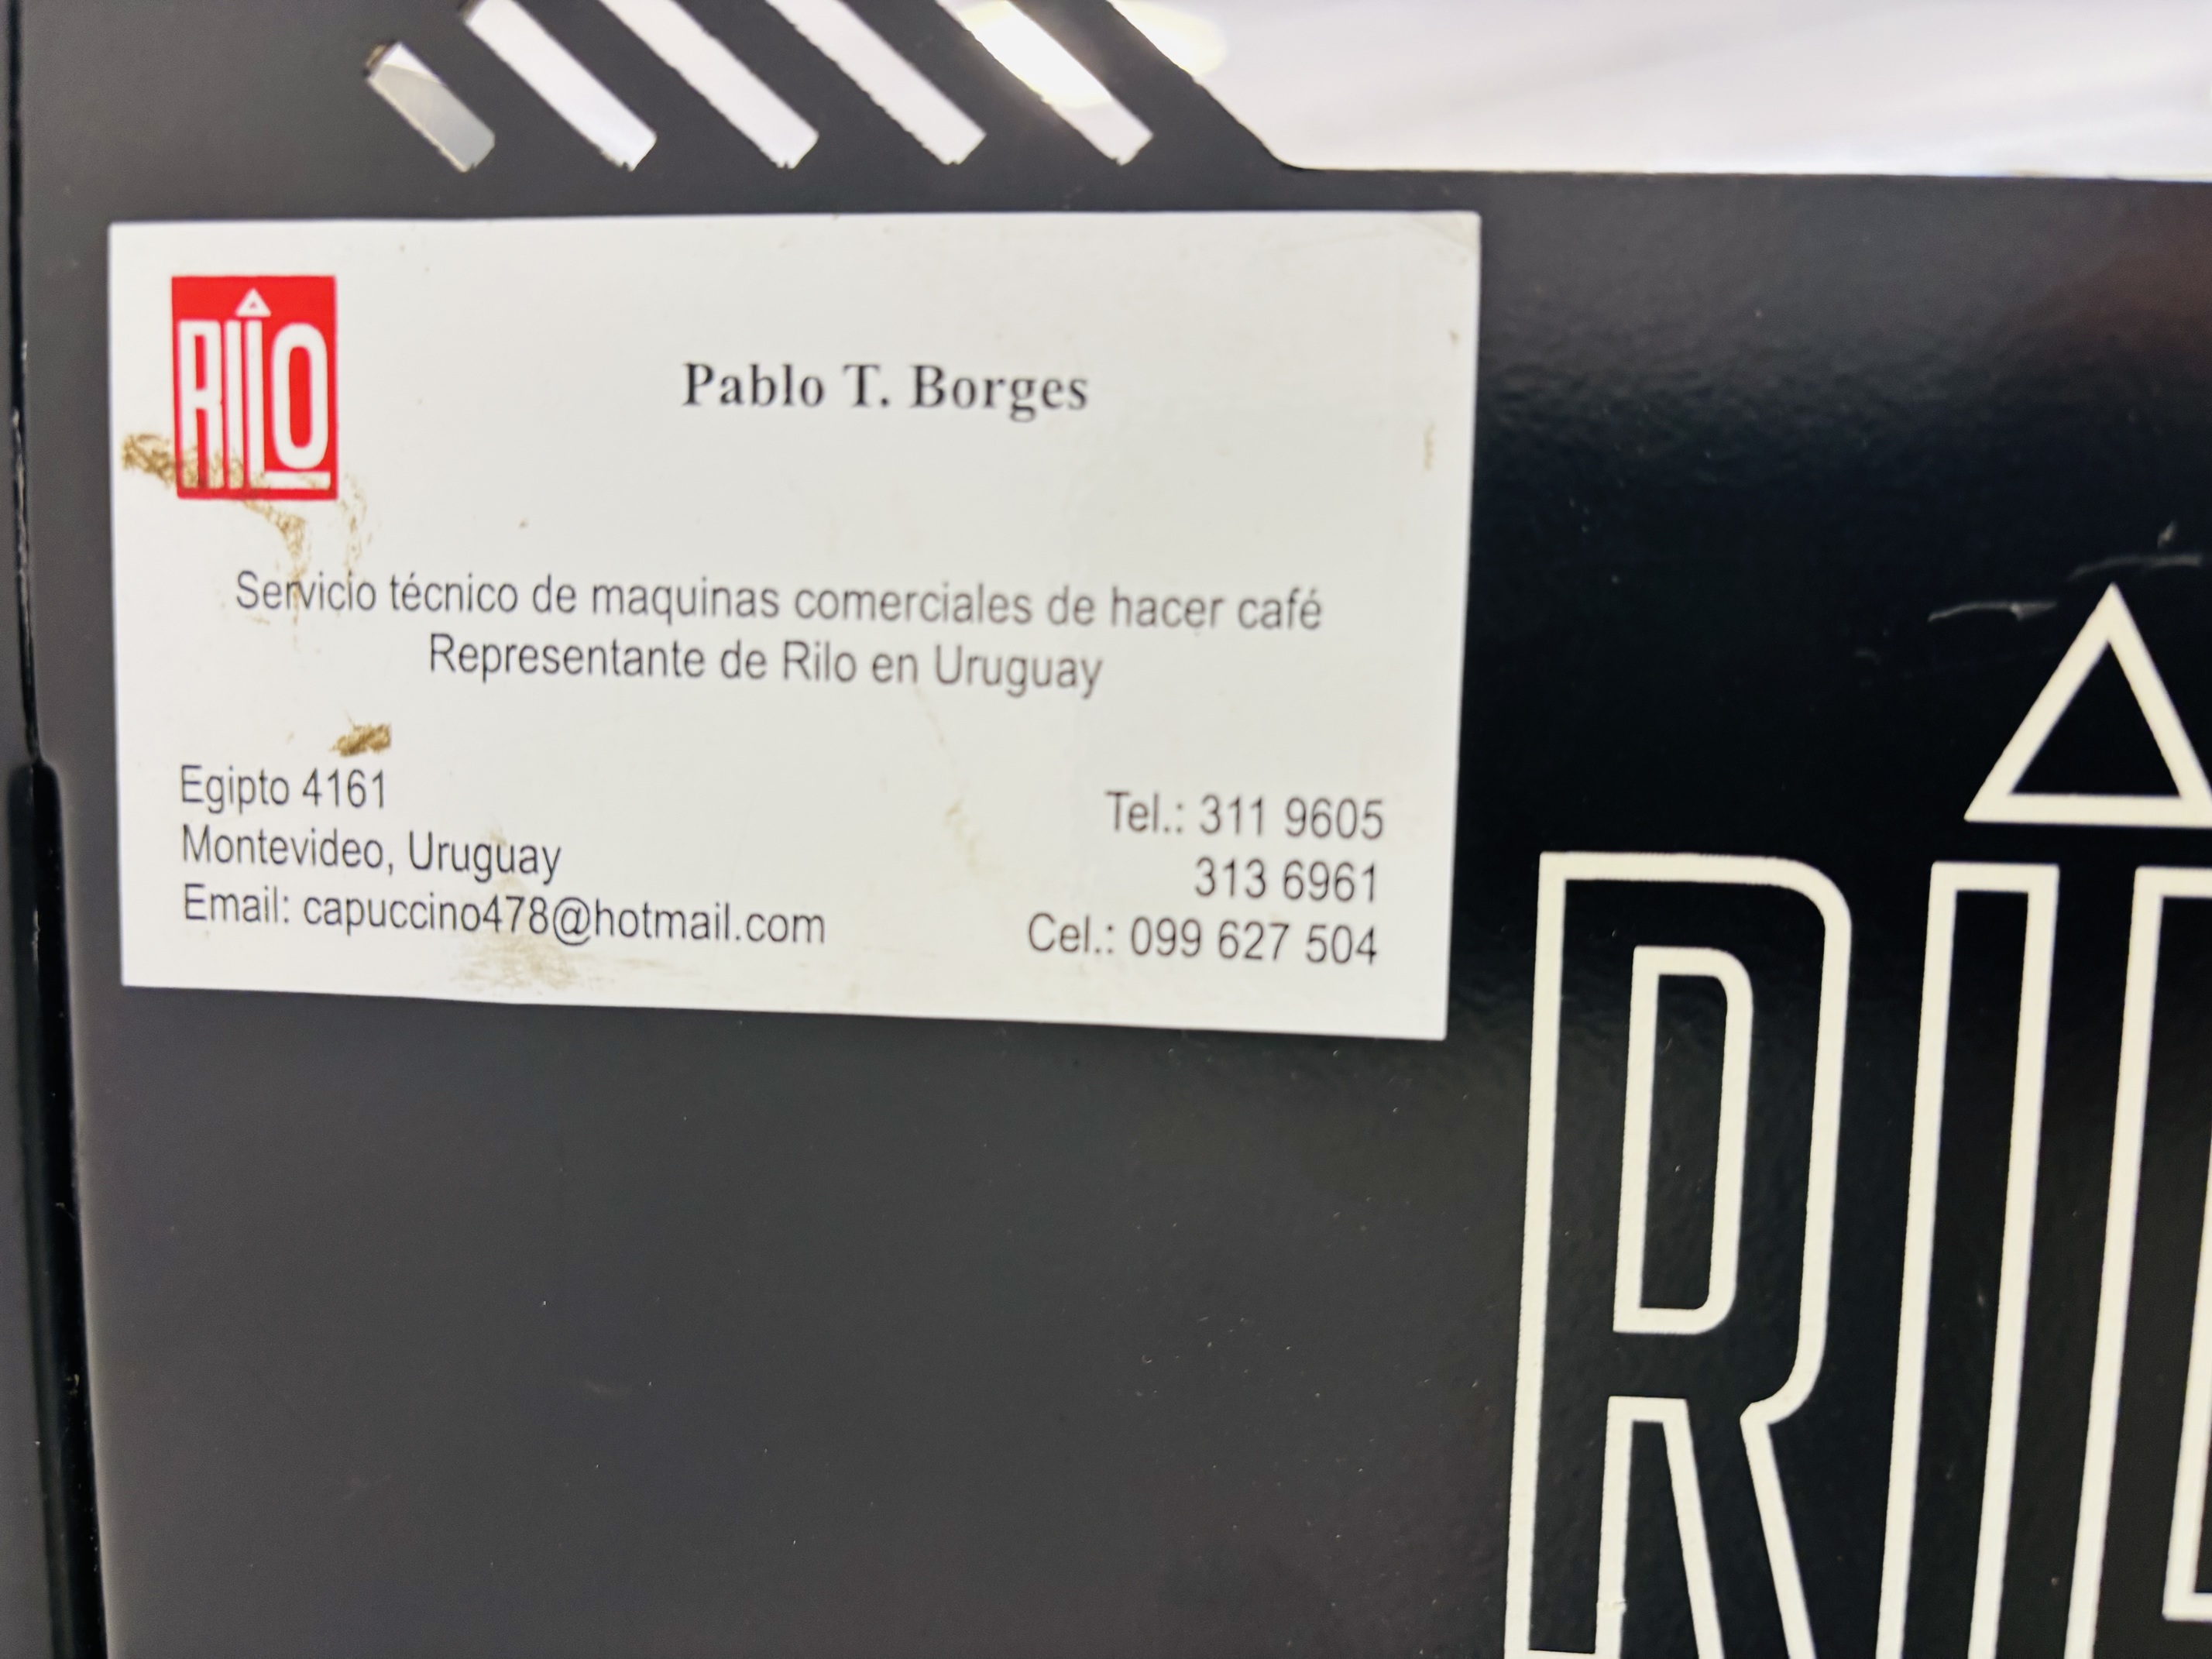 RILO
Pablo T. Borges
Servicio técnico de maquinas comerciales de hacer café
Representante de Rilo en Uruguay
Egipto 4161
Montevideo, Uruguay
Email: capuccino478@hotmail.com
Tel.: 311 9605
313 6961
Cel.: 099 627 504
RIL